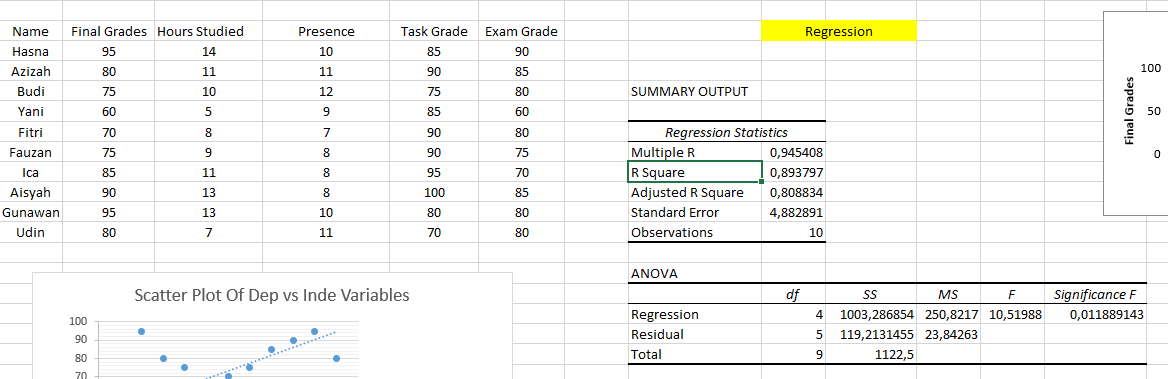 Name Final Grades Hours Studied Presence Task Grade Exam Grade Regression
Hasna 95 14 10 85 90
Azizah 80 11 11 90 85
Budi 75 10 12 75 80 SUMMARY OUTPUT
Yani 60 5 9 85 60
Fitri 70 8 7 90 80 Regression Statistics
Fauzan 75 9 8 90 75 Multiple R 0,945408
Ica 85 11 8 95 70 R Square 0,893797
Aisyah 90 13 8 100 85 Adjusted R Square 0,808834
Gunawan 95 13 10 80 80 Standard Error 4,882891
Udin 80 7 11 70 80 Observations 10
ANOVA
df SS MS F Significance F
Regression 4 1003,286854 250,8217 10,51988 0,011889143
Residual 5 119,2131455 23,84263
Total 9 1122,5
Scatter Plot Of Dep vs Inde Variables
100
90
80
70
Final Grades
100
50
0